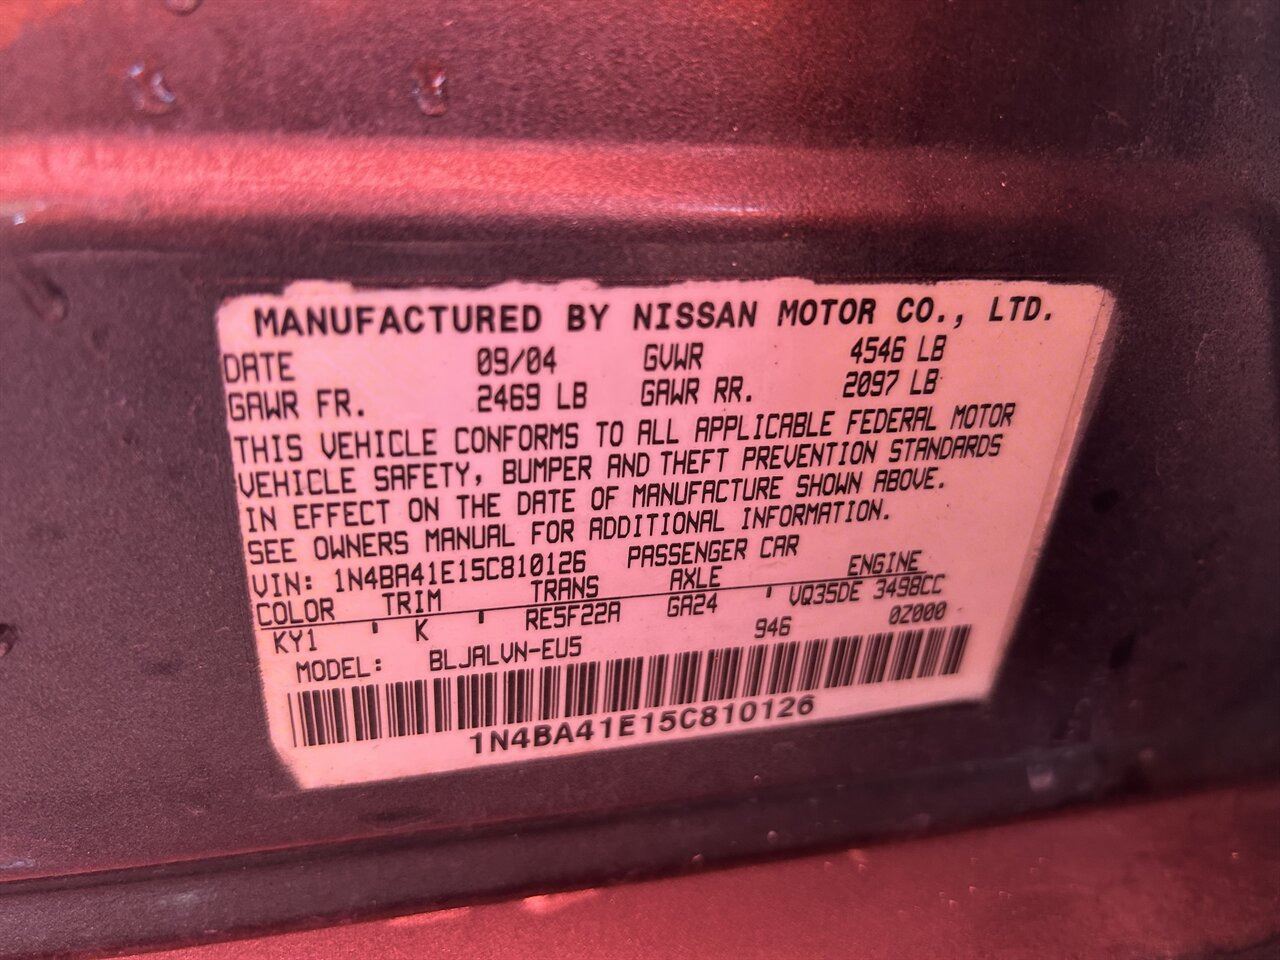 MANUFACTURED BY NISSAN MOTOR CO., LTD.
DATE 09/04 GVWR 4546 LB
GAWR FR. 2469 LB GAWR RR. 2097 LB
THIS VEHICLE CONFORMS TO ALL APPLICABLE FEDERAL MOTOR
VEHICLE SAFETY, BUMPER AND THEFT PREVENTION STANDARDS
IN EFFECT ON THE DATE OF MANUFACTURE SHOWN ABOVE.
SEE OWNERS MANUAL FOR ADDITIONAL INFORMATION.
VIN: 1N4BA41E15C810126 PASSENGER CAR
COLOR TRIM TRANS AXLE ENGINE
KY1 ' K ' RE5F22A GA24 ' VQ35DE 3498CC
MODEL: BLJALVN-EU5 946 0Z000
1N4BA41E15C810126